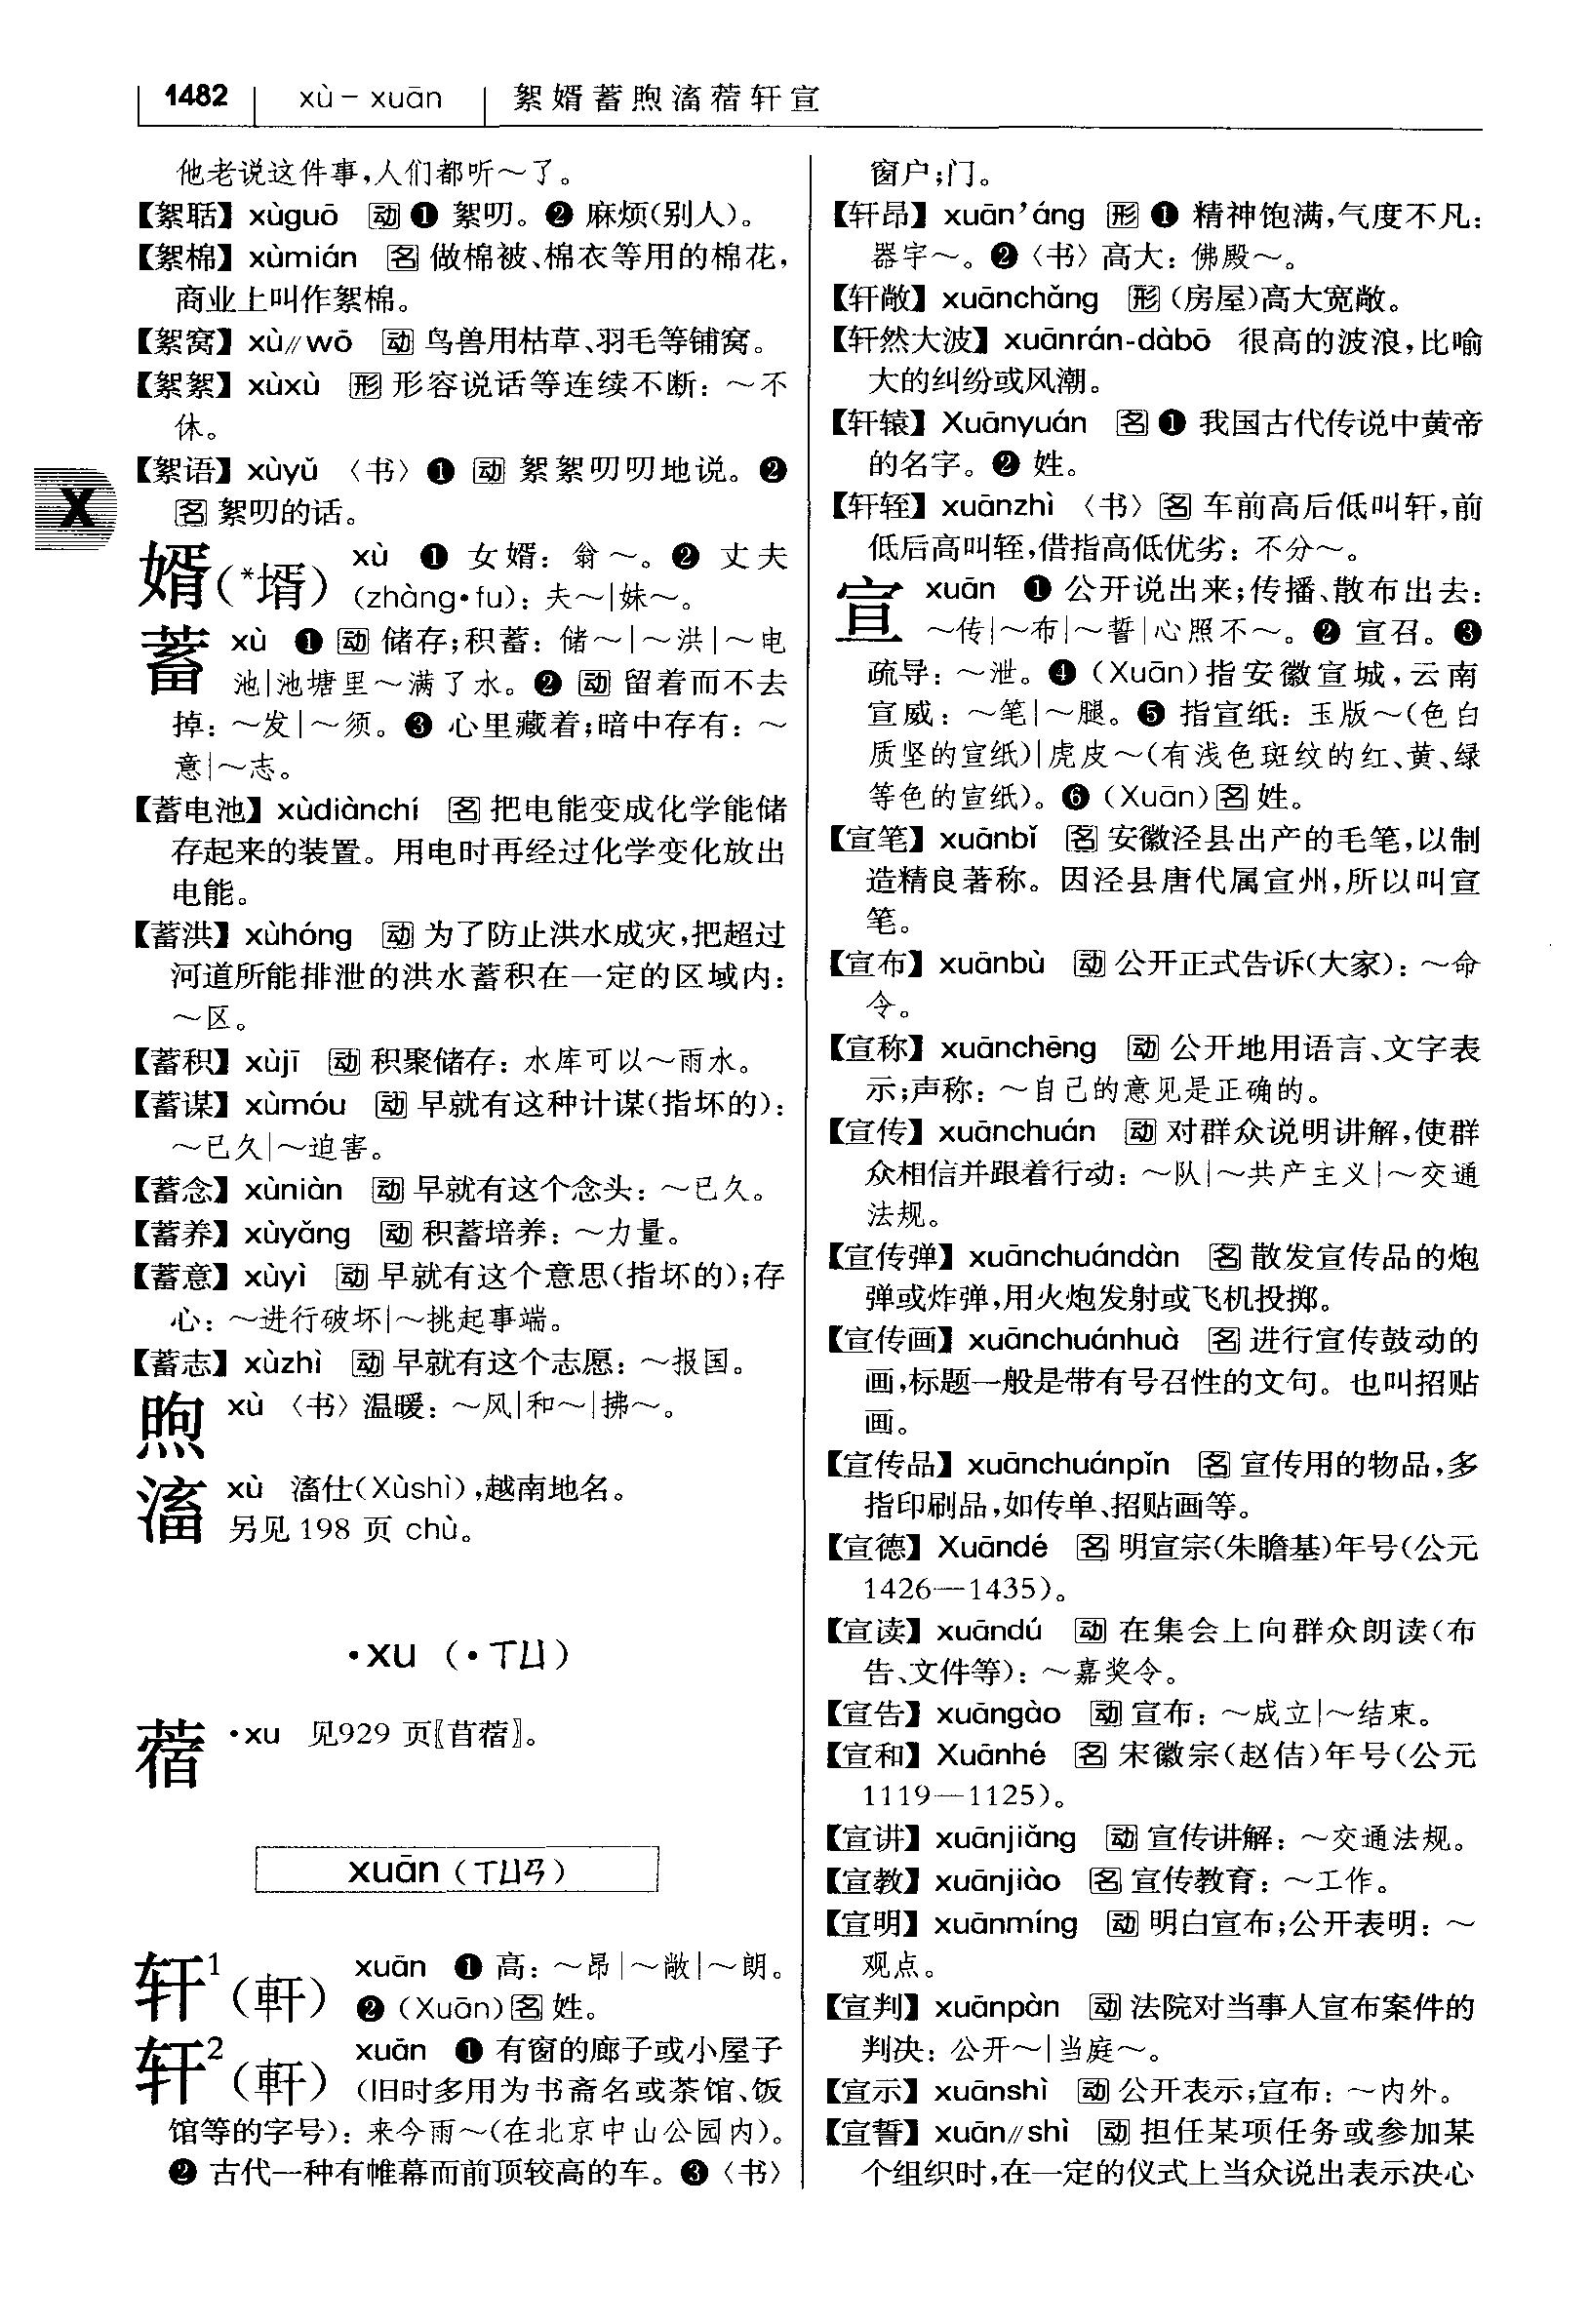 1482 xù – xuān 絮婿蓄煦滀蓿轩宣
他老说这件事,人们都听~了。
【絮聒】xùguō 动 ❶ 絮叨。❷ 麻烦(别人)。
【絮棉】xùmián 名 做棉被、棉衣等用的棉花,
商业上叫作絮棉。
【絮窝】xù//wō 动 鸟兽用枯草、羽毛等铺窝。
【絮絮】xùxù 形 形容说话等连续不断:~不
休。
【絮语】xùyǔ 〈书〉❶ 动 絮絮叨叨地说。❷
名 絮叨的话。
X
婿(*壻) xù ❶ 女婿:翁~。❷ 丈夫
(zhàng•fu):夫~|妹~。
蓄 xù ❶ 动 储存;积蓄:储~|~洪|~电
池|池塘里~满了水。❷ 动 留着而不去
掉:~发|~须。❸ 心里藏着;暗中存有:~
意|~志。
【蓄电池】xùdiànchí 名 把电能变成化学能储
存起来的装置。用电时再经过化学变化放出
电能。
【蓄洪】xùhóng 动 为了防止洪水成灾,把超过
河道所能排泄的洪水蓄积在一定的区域内:
~区。
【蓄积】xùjī 动 积聚储存:水库可以~雨水。
【蓄谋】xùmóu 动 早就有这种计谋(指坏的):
~已久|~迫害。
【蓄念】xùniàn 动 早就有这个念头:~已久。
【蓄养】xùyǎng 动 积蓄培养:~力量。
【蓄意】xùyì 动 早就有这个意思(指坏的);存
心:~进行破坏|~挑起事端。
【蓄志】xùzhì 动 早就有这个志愿:~报国。
煦 xù 〈书〉温暖:~风|和~|拂~。
滀 xù 滀仕(Xùshì),越南地名。
另见 198 页 chù。
•xu (•ㄒㄩ)
蓿 •xu 见929 页〖苜蓿〗。
xuān (ㄒㄩㄢ)
轩¹(軒) xuān ❶ 高:~昂|~敞|~朗。
❷ (Xuān) 名 姓。
轩²(軒) xuān ❶ 有窗的廊子或小屋子
(旧时多用为书斋名或茶馆、饭
馆等的字号):来今雨~(在北京中山公园内)。
❷ 古代一种有帷幕而前顶较高的车。❸〈书〉
窗户;门。
【轩昂】xuān'áng 形 ❶ 精神饱满,气度不凡:
器宇~。❷〈书〉高大:佛殿~。
【轩敞】xuānchǎng 形 (房屋)高大宽敞。
【轩然大波】xuānrán-dàbō 很高的波浪,比喻
大的纠纷或风潮。
【轩辕】Xuānyuán 名 ❶ 我国古代传说中黄帝
的名字。❷ 姓。
【轩轾】xuānzhì 〈书〉名 车前高后低叫轩,前
低后高叫轾,借指高低优劣:不分~。
宣 xuān ❶ 公开说出来;传播、散布出去:
~传|~布|~誓|心照不~。❷ 宣召。❸
疏导:~泄。❹ (Xuān)指安徽宣城,云南
宣威:~笔|~腿。❺ 指宣纸:玉版~(色白
质坚的宣纸)|虎皮~(有浅色斑纹的红、黄、绿
等色的宣纸)。❻ (Xuān) 名 姓。
【宣笔】xuānbǐ 名 安徽泾县出产的毛笔,以制
造精良著称。因泾县唐代属宣州,所以叫宣
笔。
【宣布】xuānbù 动 公开正式告诉(大家):~命
令。
【宣称】xuānchēng 动 公开地用语言、文字表
示;声称:~自己的意见是正确的。
【宣传】xuānchuán 动 对群众说明讲解,使群
众相信并跟着行动:~队|~共产主义|~交通
法规。
【宣传弹】xuānchuándàn 名 散发宣传品的炮
弹或炸弹,用火炮发射或飞机投掷。
【宣传画】xuānchuánhuà 名 进行宣传鼓动的
画,标题一般是带有号召性的文句。也叫招贴
画。
【宣传品】xuānchuánpǐn 名 宣传用的物品,多
指印刷品,如传单、招贴画等。
【宣德】Xuāndé 名 明宣宗(朱瞻基)年号(公元
1426—1435)。
【宣读】xuāndú 动 在集会上向群众朗读(布
告、文件等):~嘉奖令。
【宣告】xuāngào 动 宣布:~成立|~结束。
【宣和】Xuānhé 名 宋徽宗(赵佶)年号(公元
1119—1125)。
【宣讲】xuānjiǎng 动 宣传讲解:~交通法规。
【宣教】xuānjiào 名 宣传教育:~工作。
【宣明】xuānmíng 动 明白宣布;公开表明:~
观点。
【宣判】xuānpàn 动 法院对当事人宣布案件的
判决:公开~|当庭~。
【宣示】xuānshì 动 公开表示;宣布:~内外。
【宣誓】xuān//shì 动 担任某项任务或参加某
个组织时,在一定的仪式上当众说出表示决心